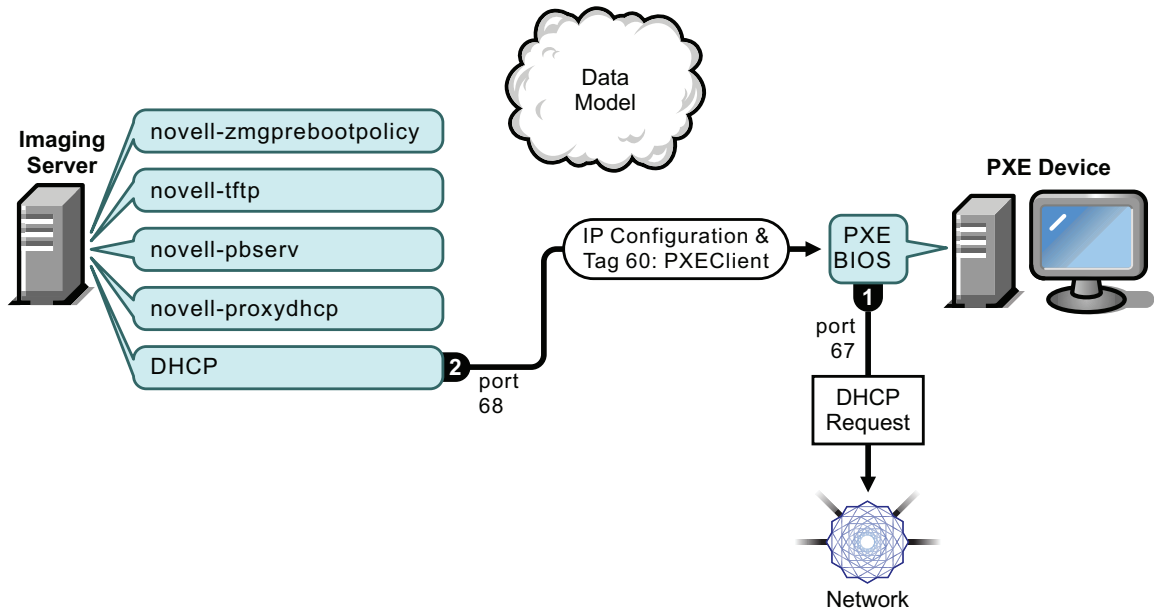 Data
Model
Imaging
Server
novell-zmgprebootpolicy
novell-tftp
novell-pbserv
novell-proxydhcp
DHCP
2
port
68
IP Configuration &
Tag 60: PXEClient
PXE Device
PXE
BIOS
1
port
67
DHCP
Request
Network